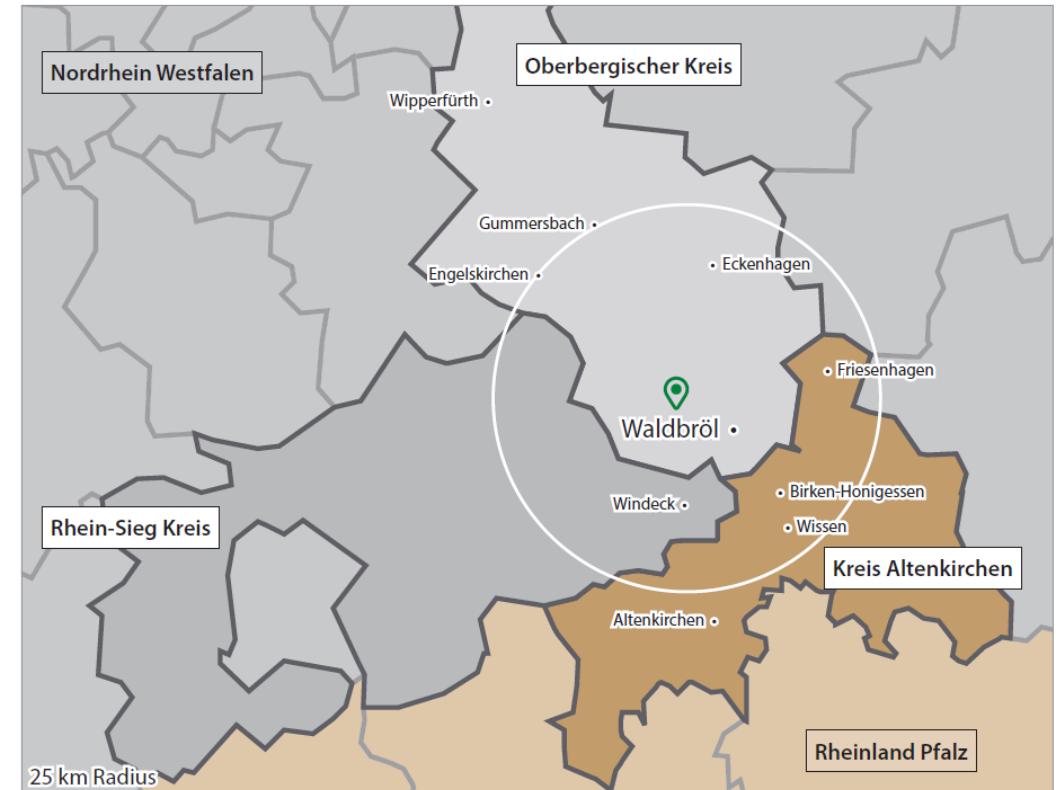 Nordrhein Westfalen
Oberbergischer Kreis
Wipperfürth
Gummersbach
Engelskirchen
Eckenhagen
Friesenhagen
Waldbröl
Birken-Honigessen
Windeck
Wissen
Rhein-Sieg Kreis
Kreis Altenkirchen
Altenkirchen
Rheinland Pfalz
25 km Radius